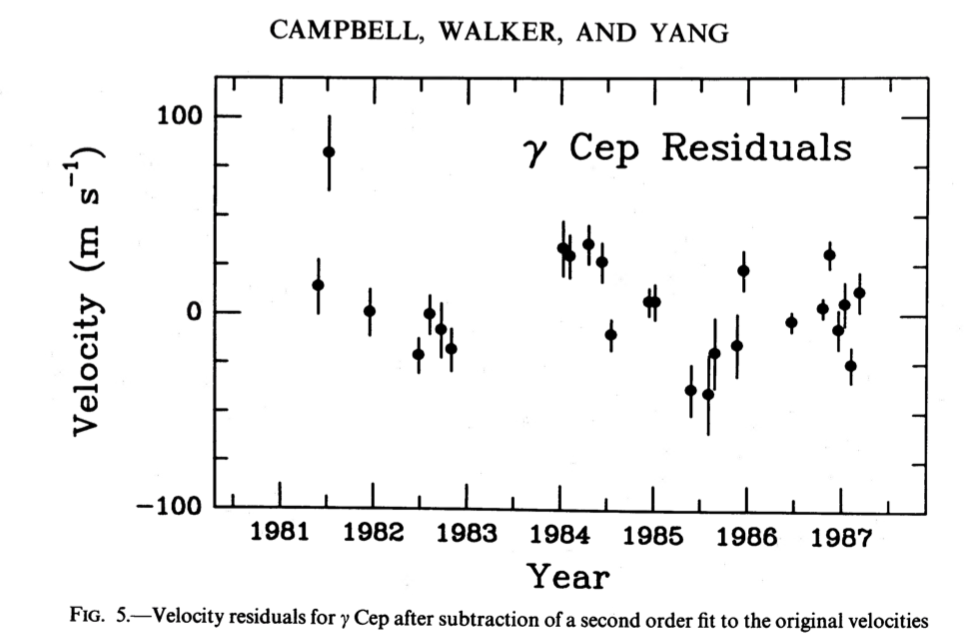 CAMPBELL, WALKER, AND YANG
γ Cep Residuals
Velocity (m s⁻¹)
100
0
−100
1981 1982 1983 1984 1985 1986 1987
Year
FIG. 5.—Velocity residuals for γ Cep after subtraction of a second order fit to the original velocities